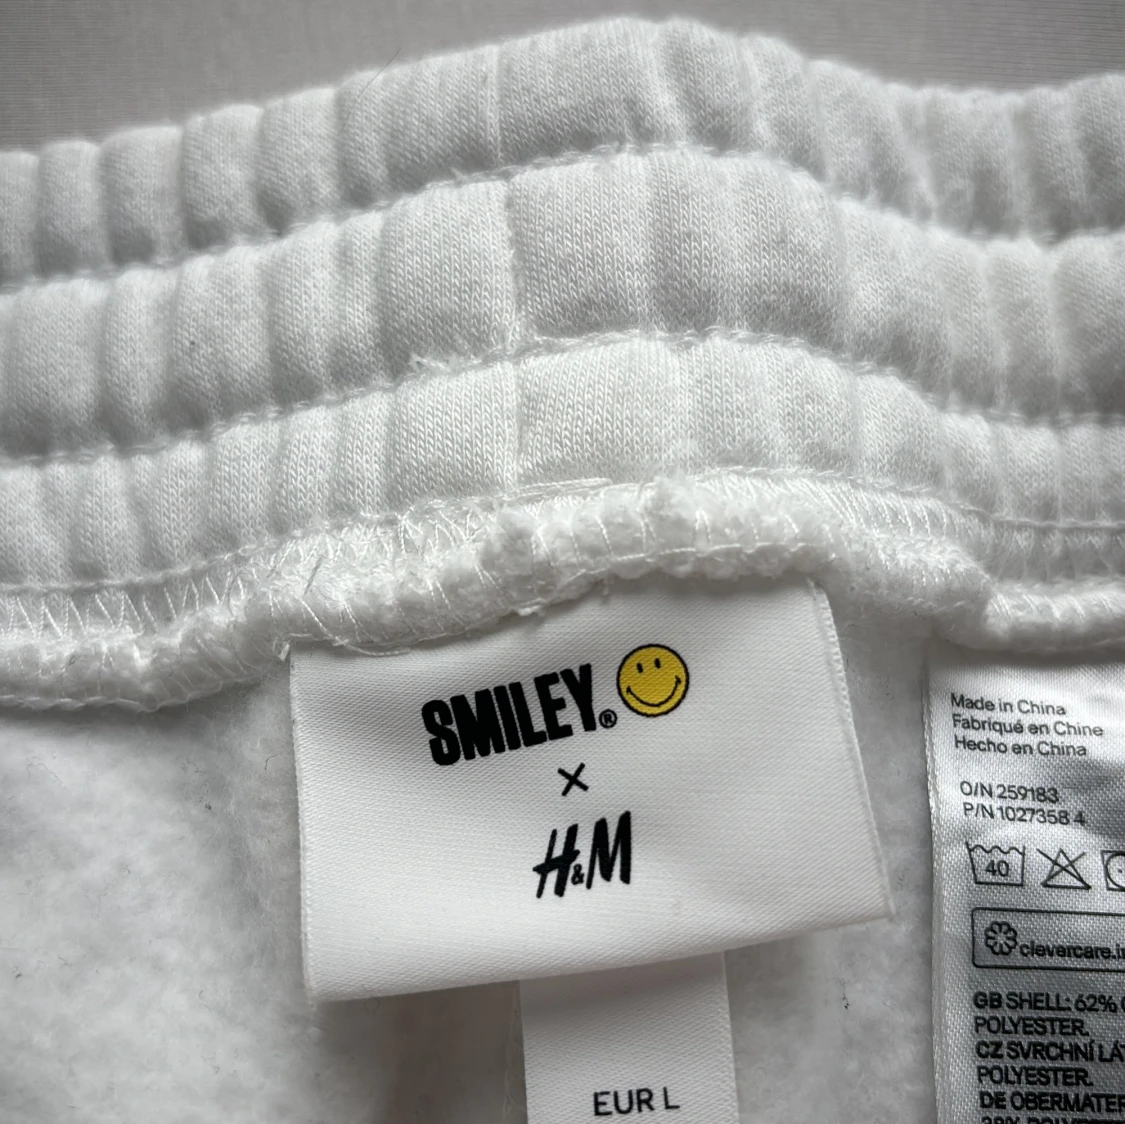 SMILEY®
×
H&M
EUR L
Made in China
Fabriqué en Chine
Hecho en China
O/N 259183
P/N 1027358 4
40
clevercare.i
GB SHELL: 62%
POLYESTER.
CZ SVRCHNÍ LÁT
POLYESTER.
DE OBERMATER